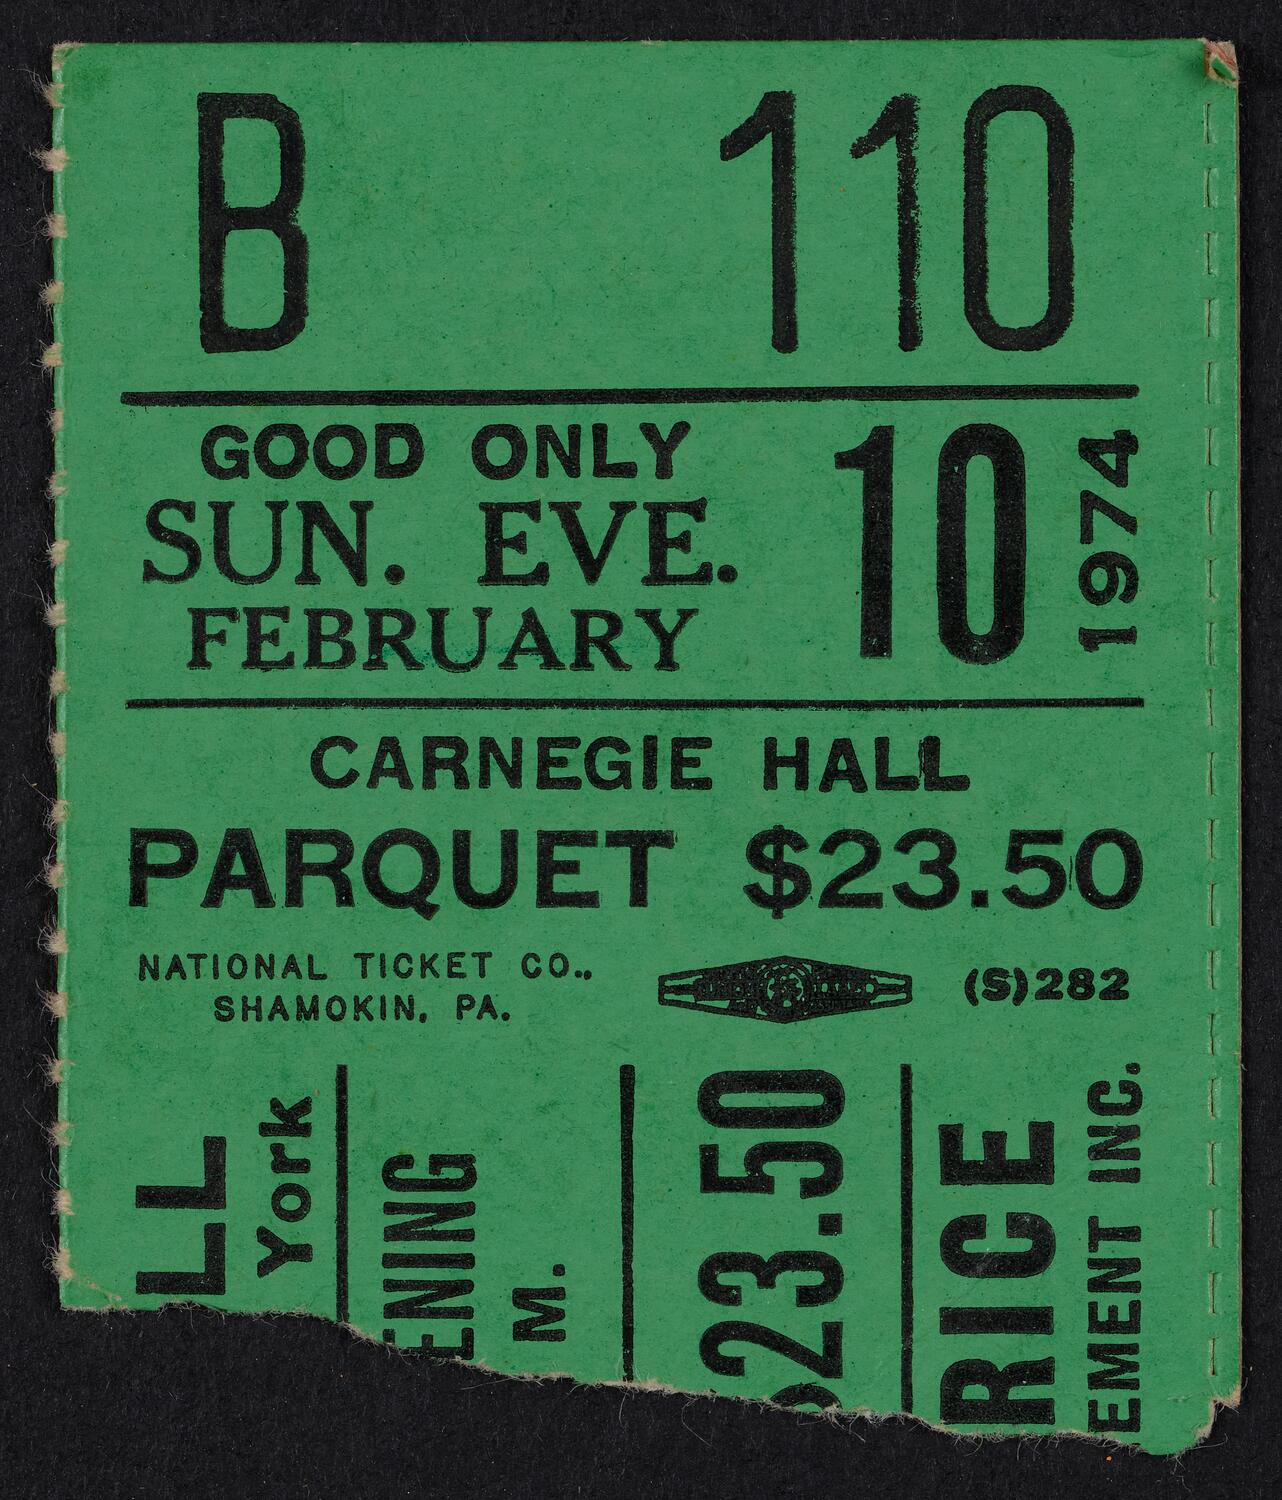 B 110
GOOD ONLY
SUN. EVE.
FEBRUARY
10
1974
CARNEGIE HALL
PARQUET $23.50
NATIONAL TICKET CO.,
SHAMOKIN, PA.
(S)282
LL
York
ENING
M.
$23.50
RICE
EMENT INC.